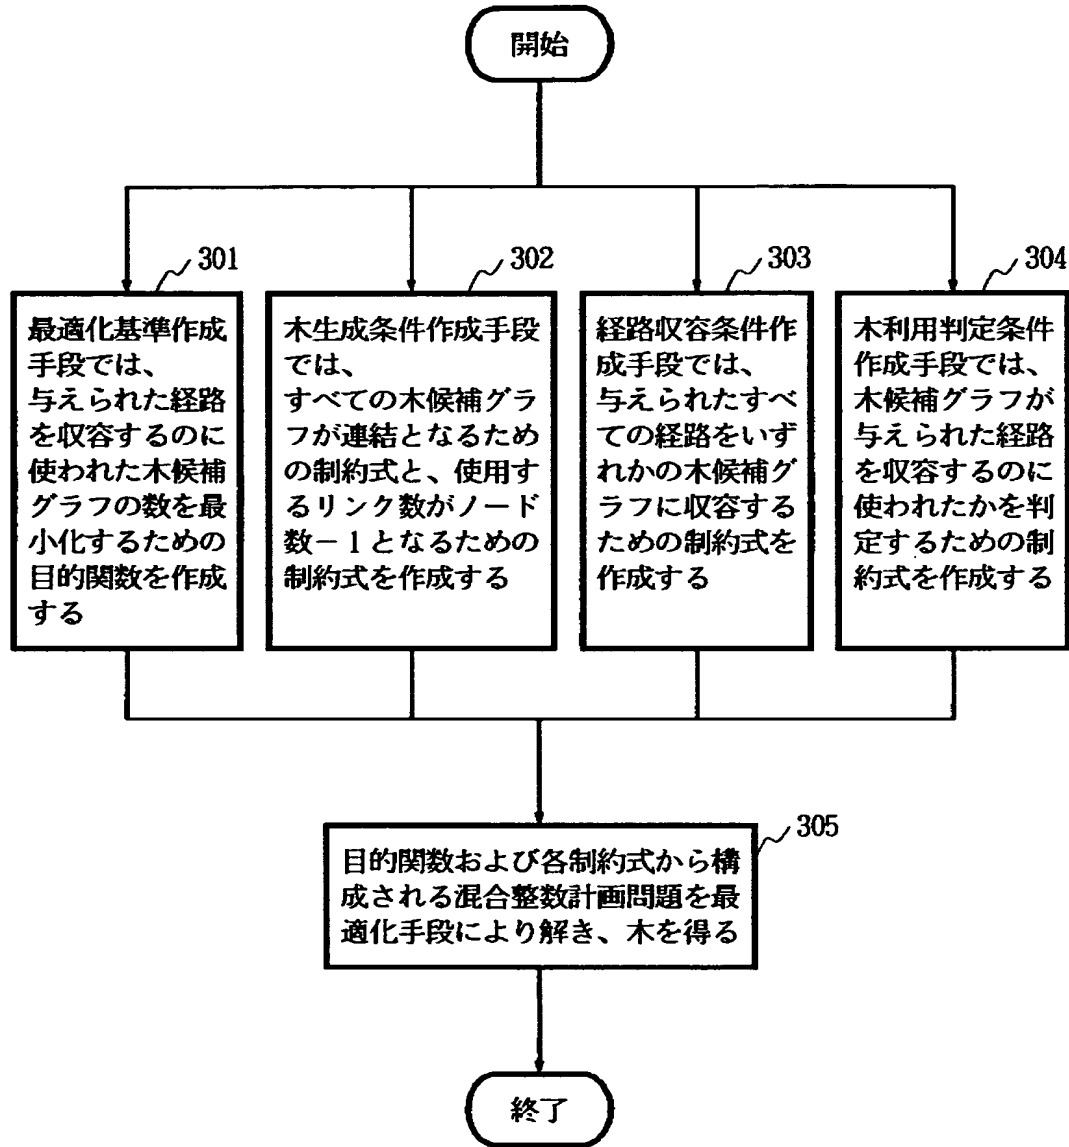 開始
301
最適化基準作成
手段では、
与えられた経路
を収容するのに
使われた木候補
グラフの数を最
小化するための
目的関数を作成
する
302
木生成条件作成手段
では、
すべての木候補グラ
フが連結となるため
の制約式と、使用す
るリンク数がノード
数－1となるための
制約式を作成する
303
経路収容条件作
成手段では、
与えられたすべ
ての経路をいず
れかの木候補グ
ラフに収容する
ための制約式を
作成する
304
木利用判定条件
作成手段では、
木候補グラフが
与えられた経路
を収容するのに
使われたかを判
定するための制
約式を作成する
305
目的関数および各制約式から構
成される混合整数計画問題を最
適化手段により解き、木を得る
終了